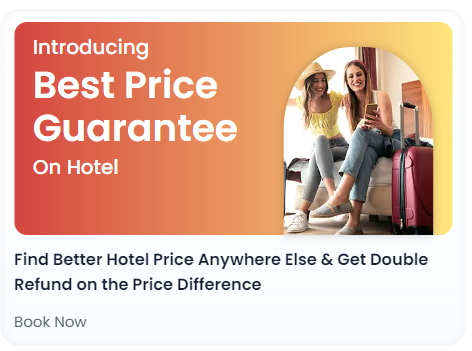 Introducing
Best Price
Guarantee
On Hotel
Find Better Hotel Price Anywhere Else & Get Double
Refund on the Price Difference
Book Now